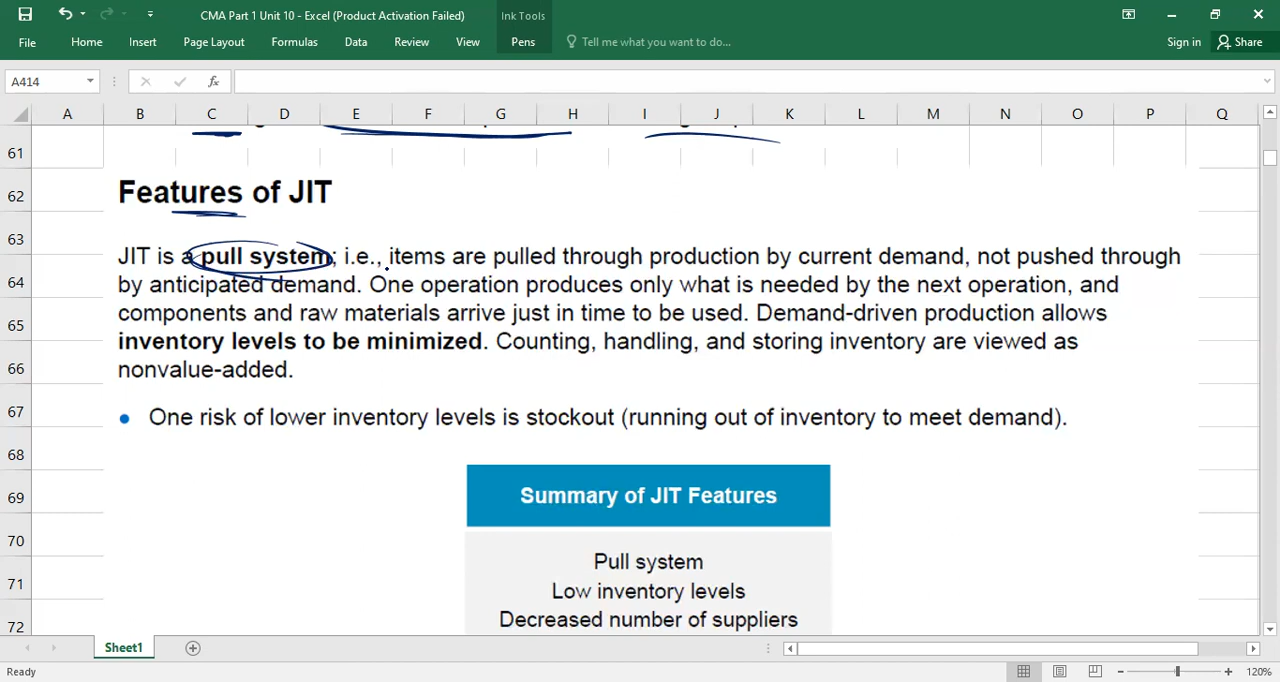 CMA Part 1 Unit 10 - Excel (Product Activation Failed)
Ink Tools
File Home Insert Page Layout Formulas Data Review View Pens Tell me what you want to do... Sign in Share
A414
fx
A B C D E F G H I J K L M N O P Q
61
62
63
64
65
66
67
68
69
70
71
72
Features of JIT
JIT is a pull system; i.e., items are pulled through production by current demand, not pushed through
by anticipated demand. One operation produces only what is needed by the next operation, and
components and raw materials arrive just in time to be used. Demand-driven production allows
inventory levels to be minimized. Counting, handling, and storing inventory are viewed as
nonvalue-added.
• One risk of lower inventory levels is stockout (running out of inventory to meet demand).
Summary of JIT Features
Pull system
Low inventory levels
Decreased number of suppliers
Sheet1
Ready
120%